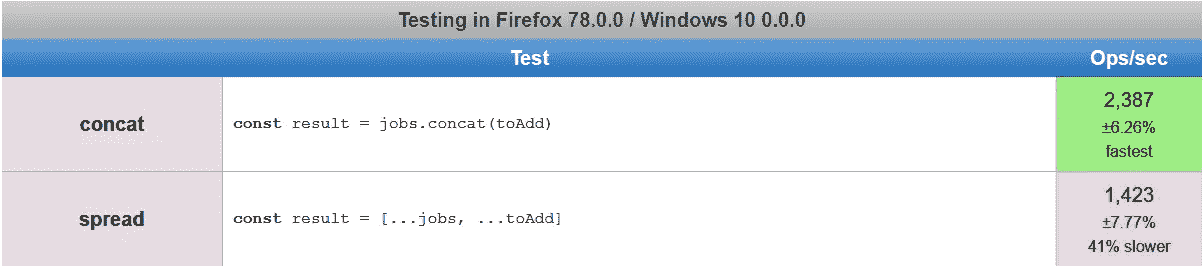 Testing in Firefox 78.0.0 / Windows 10 0.0.0
Test Ops/sec
concat const result = jobs.concat(toAdd) 2,387
±6.26%
fastest
spread const result = [...jobs, ...toAdd] 1,423
±7.77%
41% slower